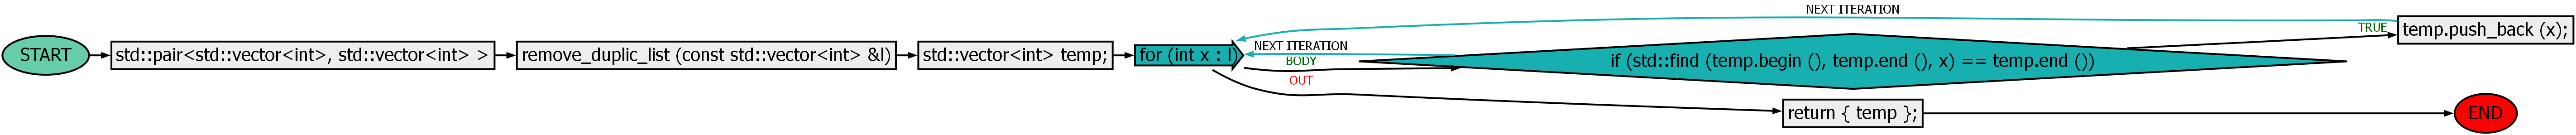 START
std::pair<std::vector<int>, std::vector<int> >
remove_duplic_list (const std::vector<int> &l)
std::vector<int> temp;
for (int x : l)
NEXT ITERATION
NEXT ITERATION
BODY
OUT
if (std::find (temp.begin (), temp.end (), x) == temp.end ())
TRUE
temp.push_back (x);
return { temp };
END